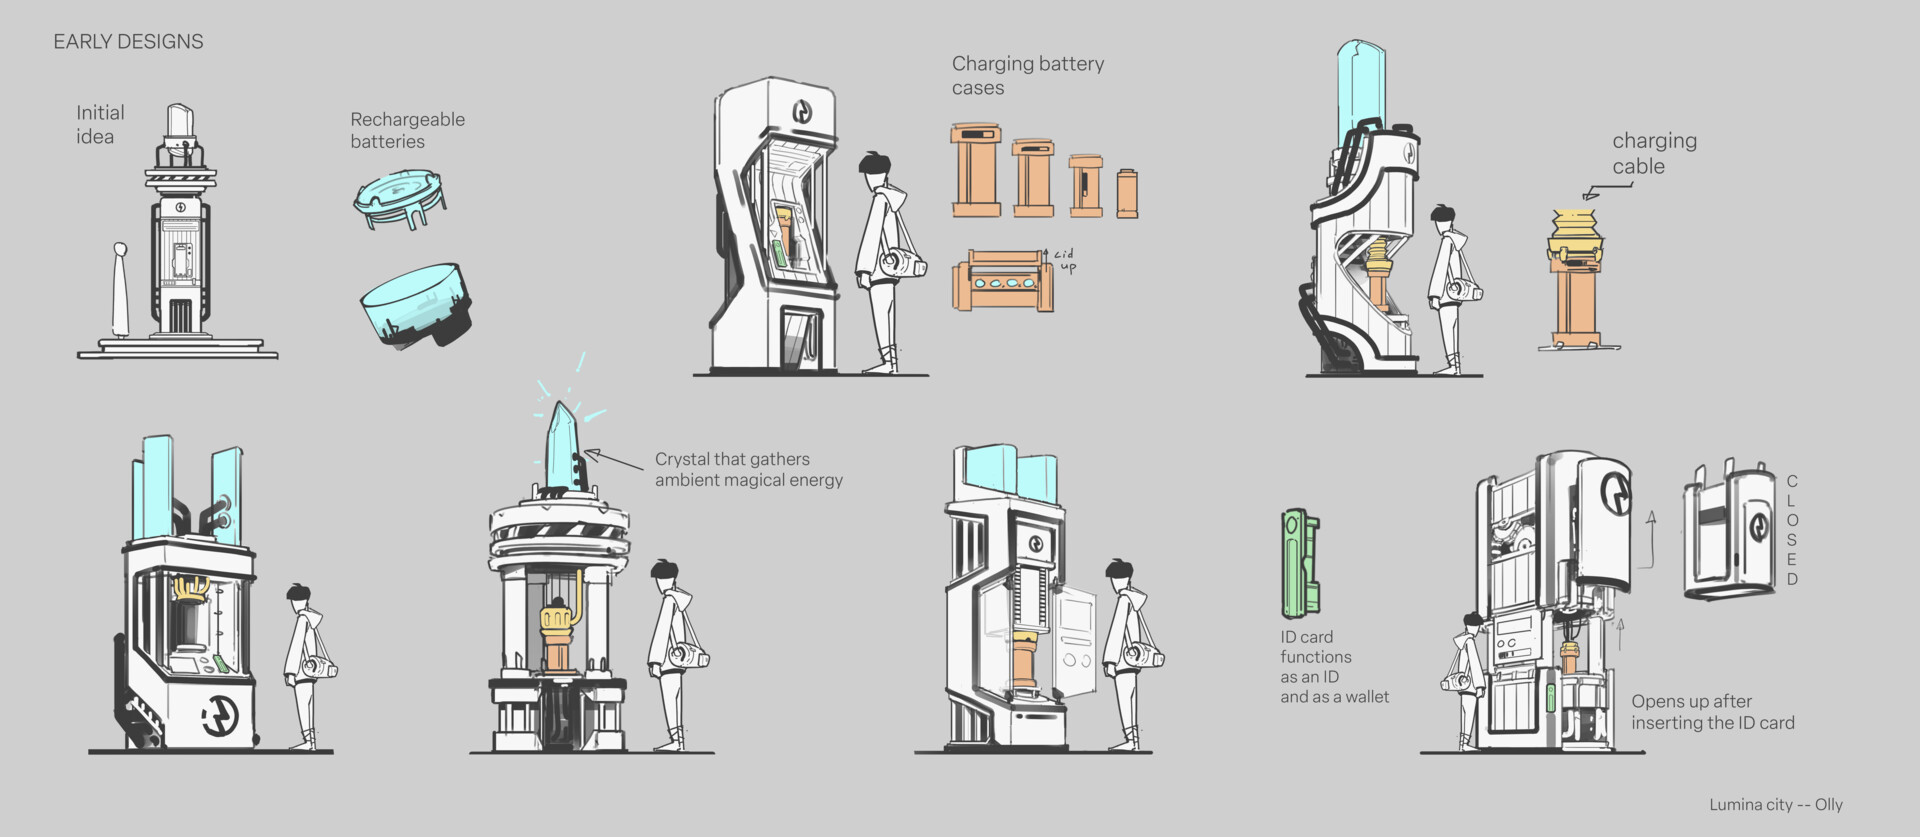 EARLY DESIGNS
Initial
idea
Rechargeable
batteries
Charging battery
cases
Lid
up
charging
cable
Crystal that gathers
ambient magical energy
ID card
functions
as an ID
and as a wallet
CLOSED
Opens up after
inserting the ID card
Lumina city -- Olly